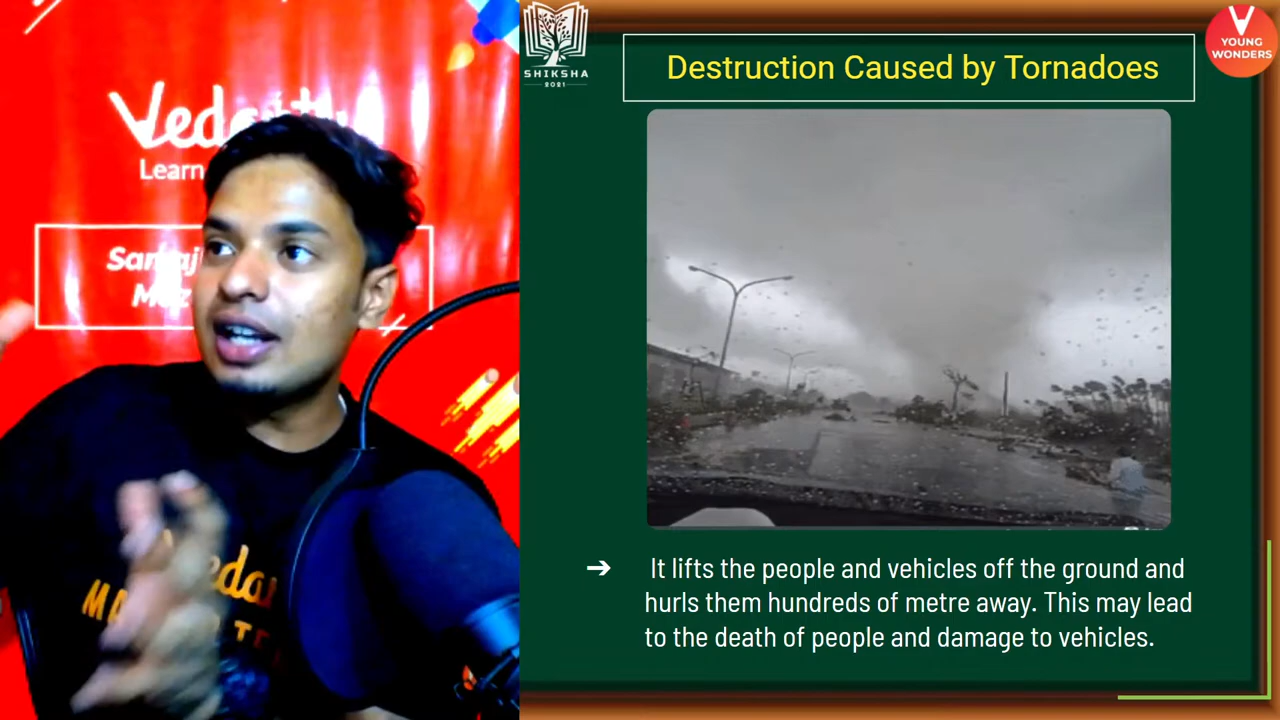 Learn
SHIKSHA
2021
Destruction Caused by Tornadoes
YOUNG
WONDERS
➔ It lifts the people and vehicles off the ground and
hurls them hundreds of metre away. This may lead
to the death of people and damage to vehicles.